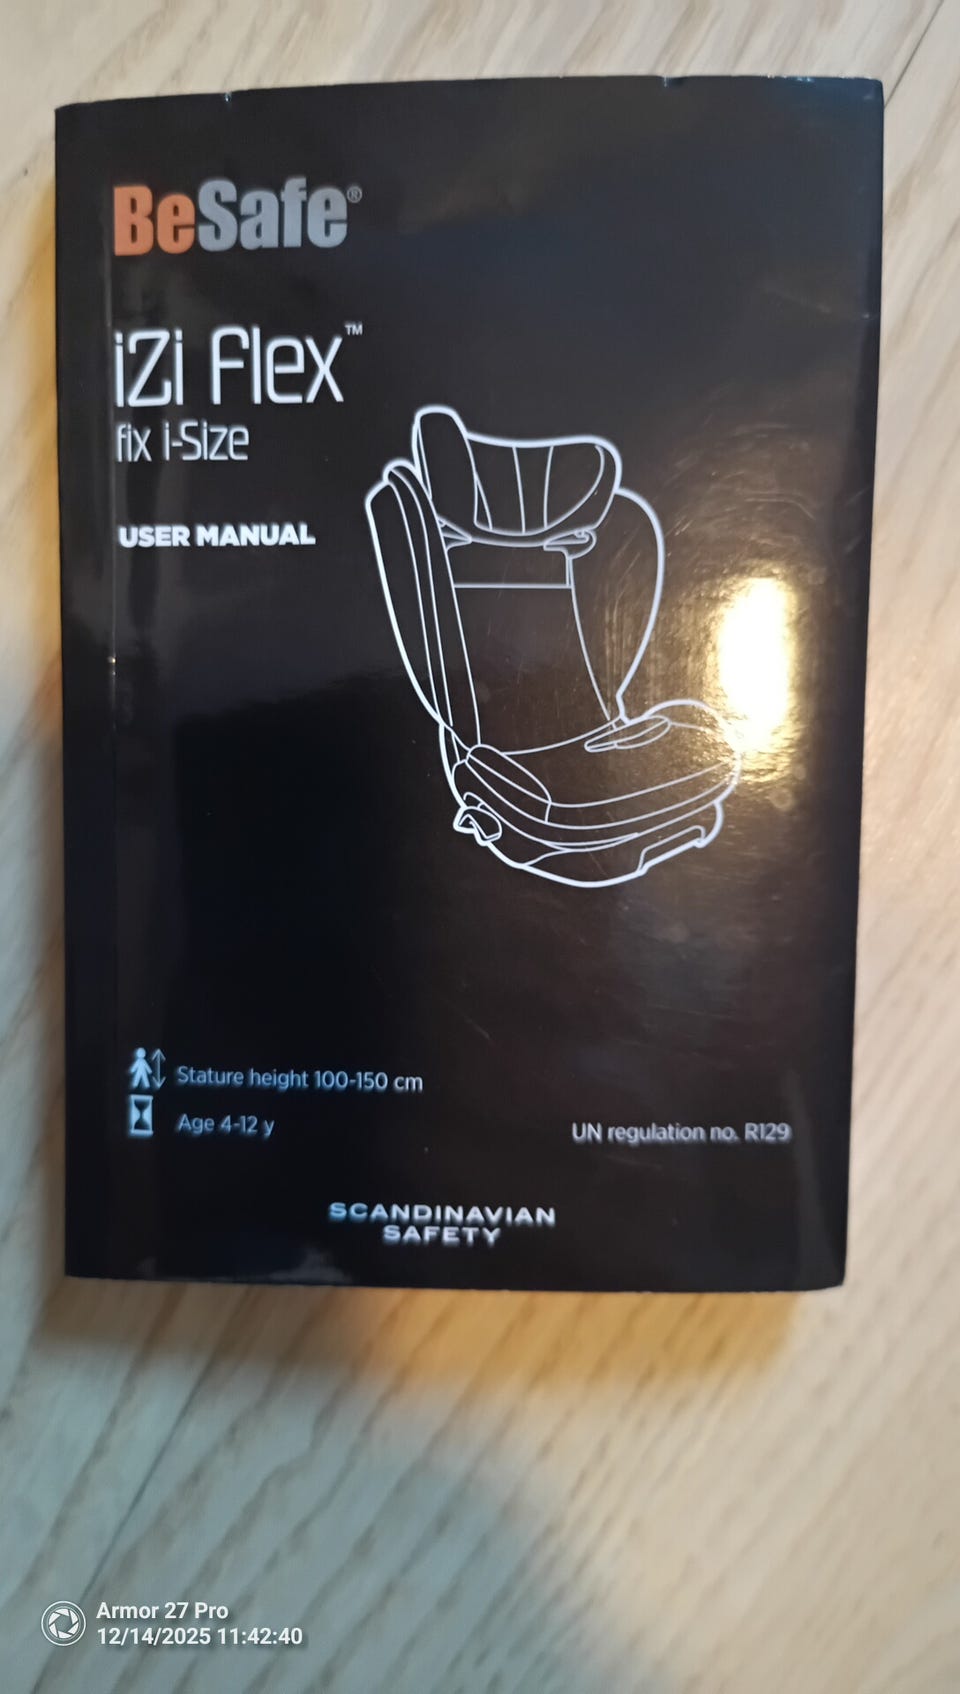 BeSafe®
iZi Flex™
fix i-Size
USER MANUAL
Stature height 100-150 cm
Age 4-12 y
UN regulation no. R129
SCANDINAVIAN
SAFETY
Armor 27 Pro
12/14/2025 11:42:40